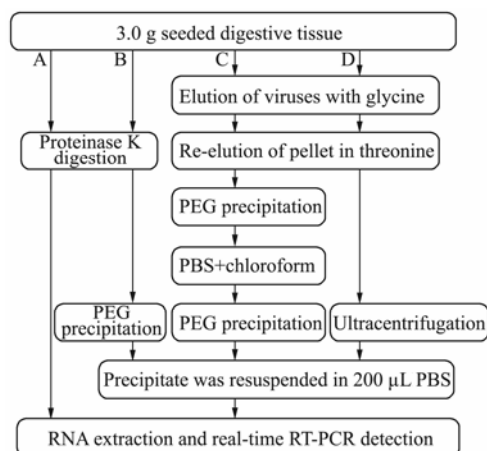 3.0 g seeded digestive tissue
A B C D
Elution of viruses with glycine
Proteinase K
digestion
Re-elution of pellet in threonine
PEG precipitation
PBS+chloroform
PEG
precipitation
PEG precipitation
Ultracentrifugation
Precipitate was resuspended in 200 μL PBS
RNA extraction and real-time RT-PCR detection